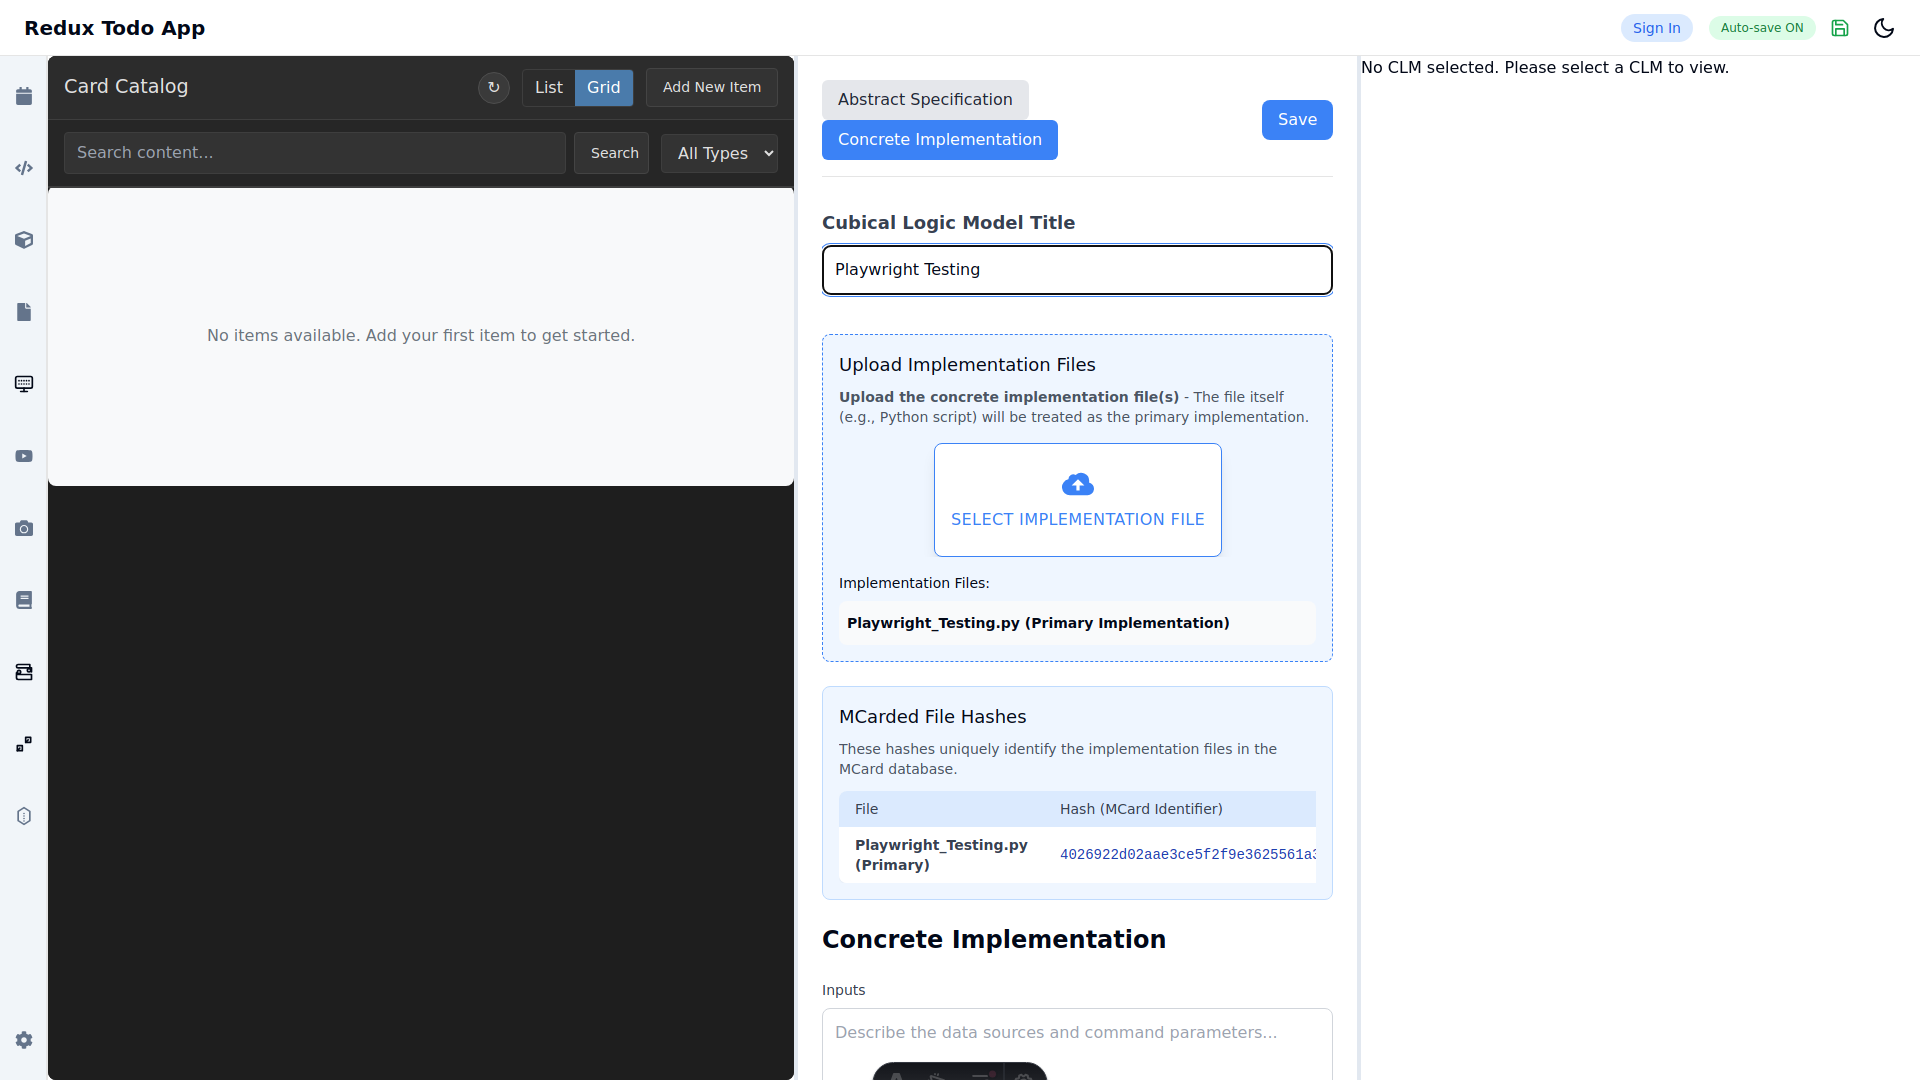 Redux Todo App
Sign In
Auto-save ON
Card Catalog
↻
List
Grid
Add New Item
Search content...
Search
All Types
No items available. Add your first item to get started.
Abstract Specification
Concrete Implementation
Save
Cubical Logic Model Title
Playwright Testing
Upload Implementation Files
Upload the concrete implementation file(s) - The file itself
(e.g., Python script) will be treated as the primary implementation.
SELECT IMPLEMENTATION FILE
Implementation Files:
Playwright_Testing.py (Primary Implementation)
MCarded File Hashes
These hashes uniquely identify the implementation files in the
MCard database.
File
Hash (MCard Identifier)
Playwright_Testing.py
(Primary)
4026922d02aae3ce5f2f9e3625561a3
Concrete Implementation
Inputs
Describe the data sources and command parameters...
No CLM selected. Please select a CLM to view.